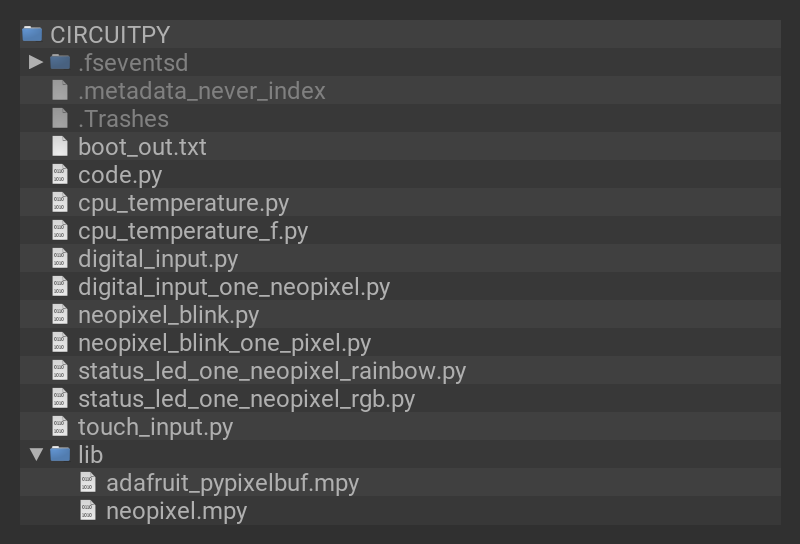 CIRCUITPY
.fseventsd
.metadata_never_index
.Trashes
boot_out.txt
code.py
cpu_temperature.py
cpu_temperature_f.py
digital_input.py
digital_input_one_neopixel.py
neopixel_blink.py
neopixel_blink_one_pixel.py
status_led_one_neopixel_rainbow.py
status_led_one_neopixel_rgb.py
touch_input.py
lib
adafruit_pypixelbuf.mpy
neopixel.mpy